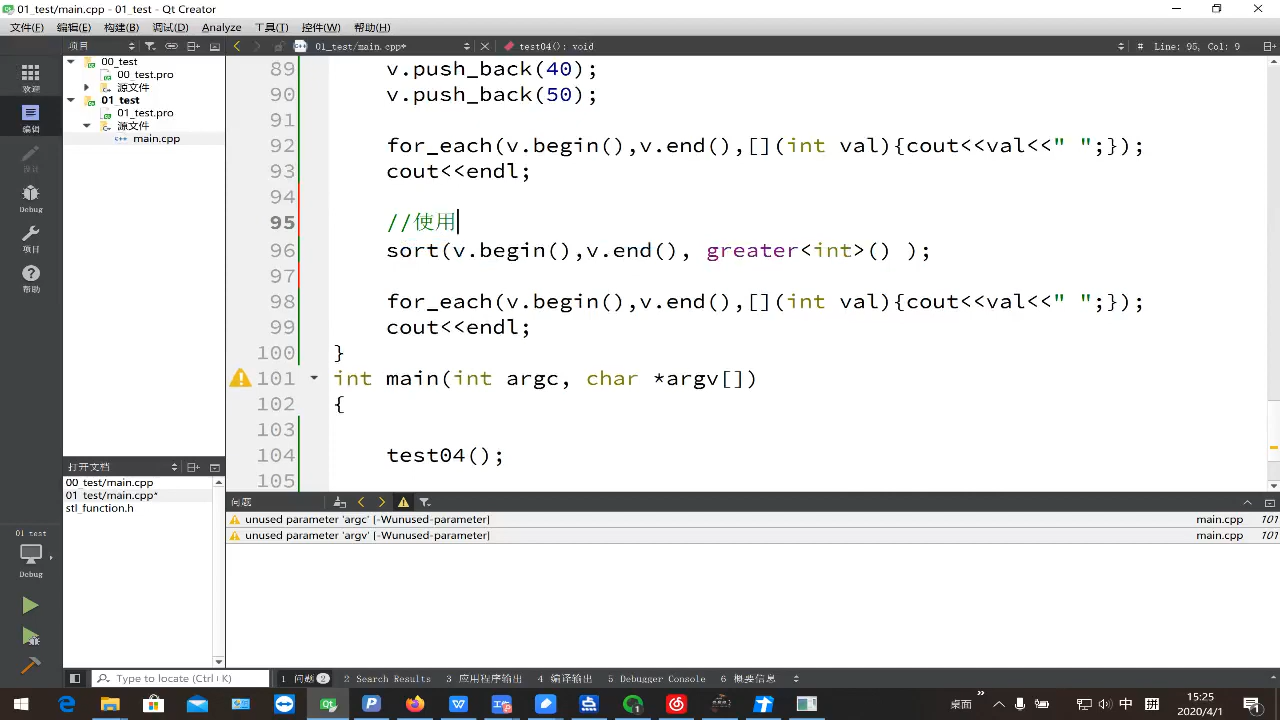 01_test/main.cpp - 01_test - Qt Creator
文件(F) 编辑(E) 构建(B) 调试(D) Analyze 工具(T) 控件(W) 帮助(H)
项目 01_test/main.cpp* test04(): void # Line: 95, Col: 9
00_test
00_test.pro
源文件
01_test
01_test.pro
源文件
main.cpp
欢迎
编辑
设计
Debug
项目
帮助
89 v.push_back(40);
90 v.push_back(50);
91
92 for_each(v.begin(),v.end(),[](int val){cout<<val<<" ";});
93 cout<<endl;
94
95 //使用
96 sort(v.begin(),v.end(), greater<int>() );
97
98 for_each(v.begin(),v.end(),[](int val){cout<<val<<" ";});
99 cout<<endl;
100 }
101 int main(int argc, char *argv[])
102 {
103
104 test04();
105
打开文档
00_test/main.cpp
01_test/main.cpp*
stl_function.h
问题
unused parameter 'argc' [-Wunused-parameter] main.cpp 101
unused parameter 'argv' [-Wunused-parameter] main.cpp 101
01 test
Debug
Type to locate (Ctrl+K) 1 问题 2 2 Search Results 3 应用程序输出 4 编译输出 5 Debugger Console 6 概要信息
桌面 » 中 拼 15:25
2020/4/1